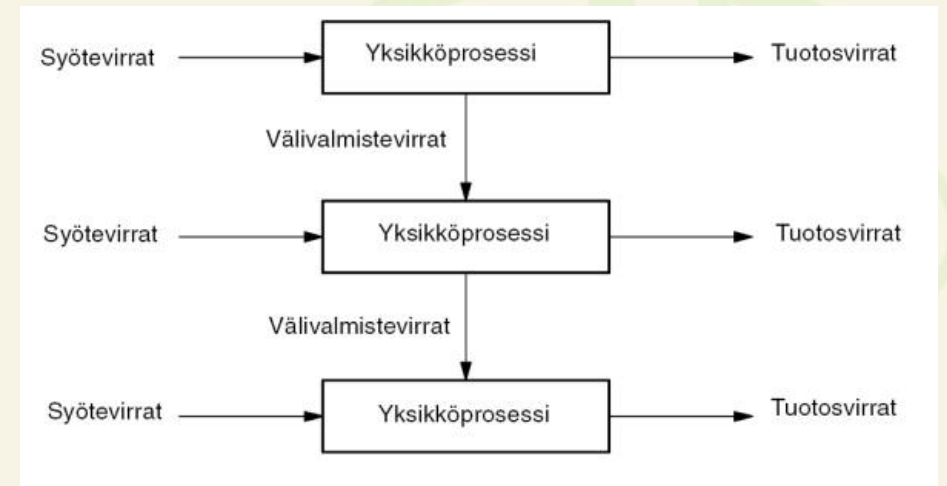 Syötevirrat
Yksikköprosessi
Tuotosvirrat
Välivalmistevirrat
Syötevirrat
Yksikköprosessi
Tuotosvirrat
Välivalmistevirrat
Syötevirrat
Yksikköprosessi
Tuotosvirrat